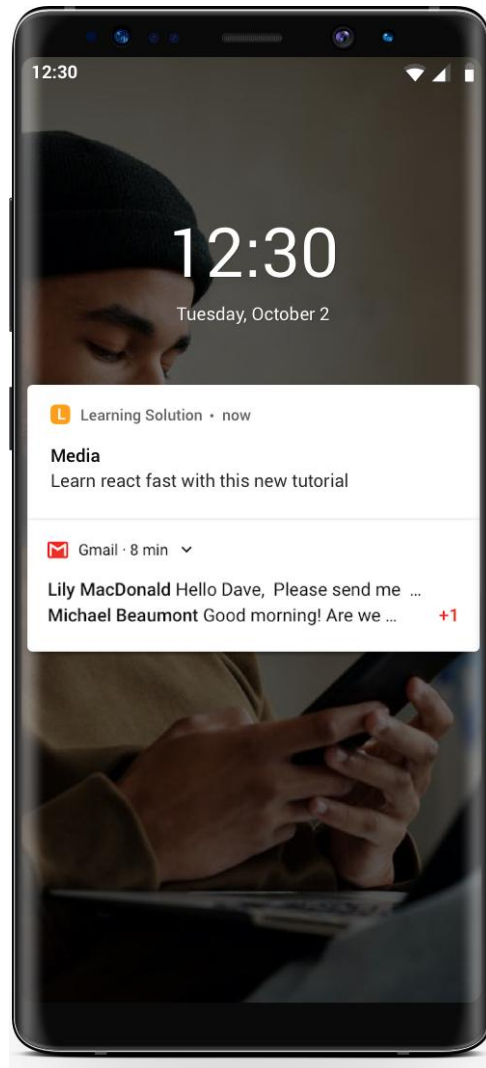 12:30
12:30
Tuesday, October 2
L Learning Solution • now
Media
Learn react fast with this new tutorial
Gmail · 8 min
Lily MacDonald Hello Dave, Please send me ...
Michael Beaumont Good morning! Are we ... +1